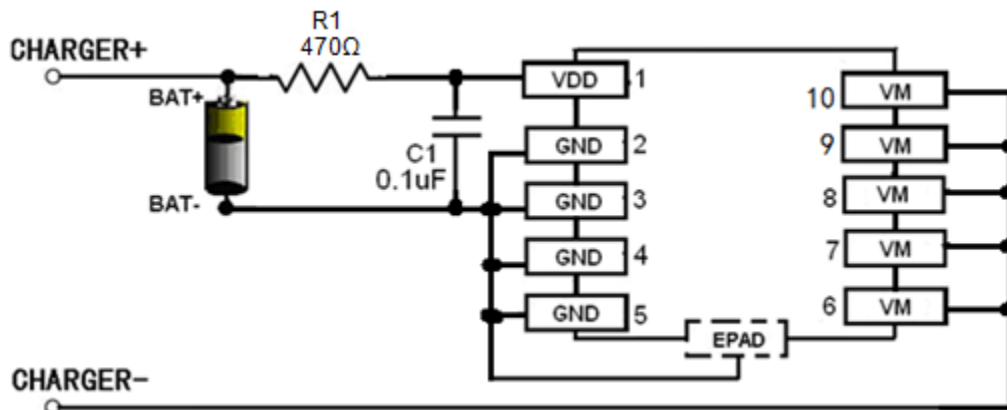 R1
470Ω
CHARGER+
BAT+
VDD 1
10 VM
C1
0.1uF
GND 2
9 VM
GND 3
8 VM
BAT-
GND 4
7 VM
GND 5
6 VM
EPAD
CHARGER-